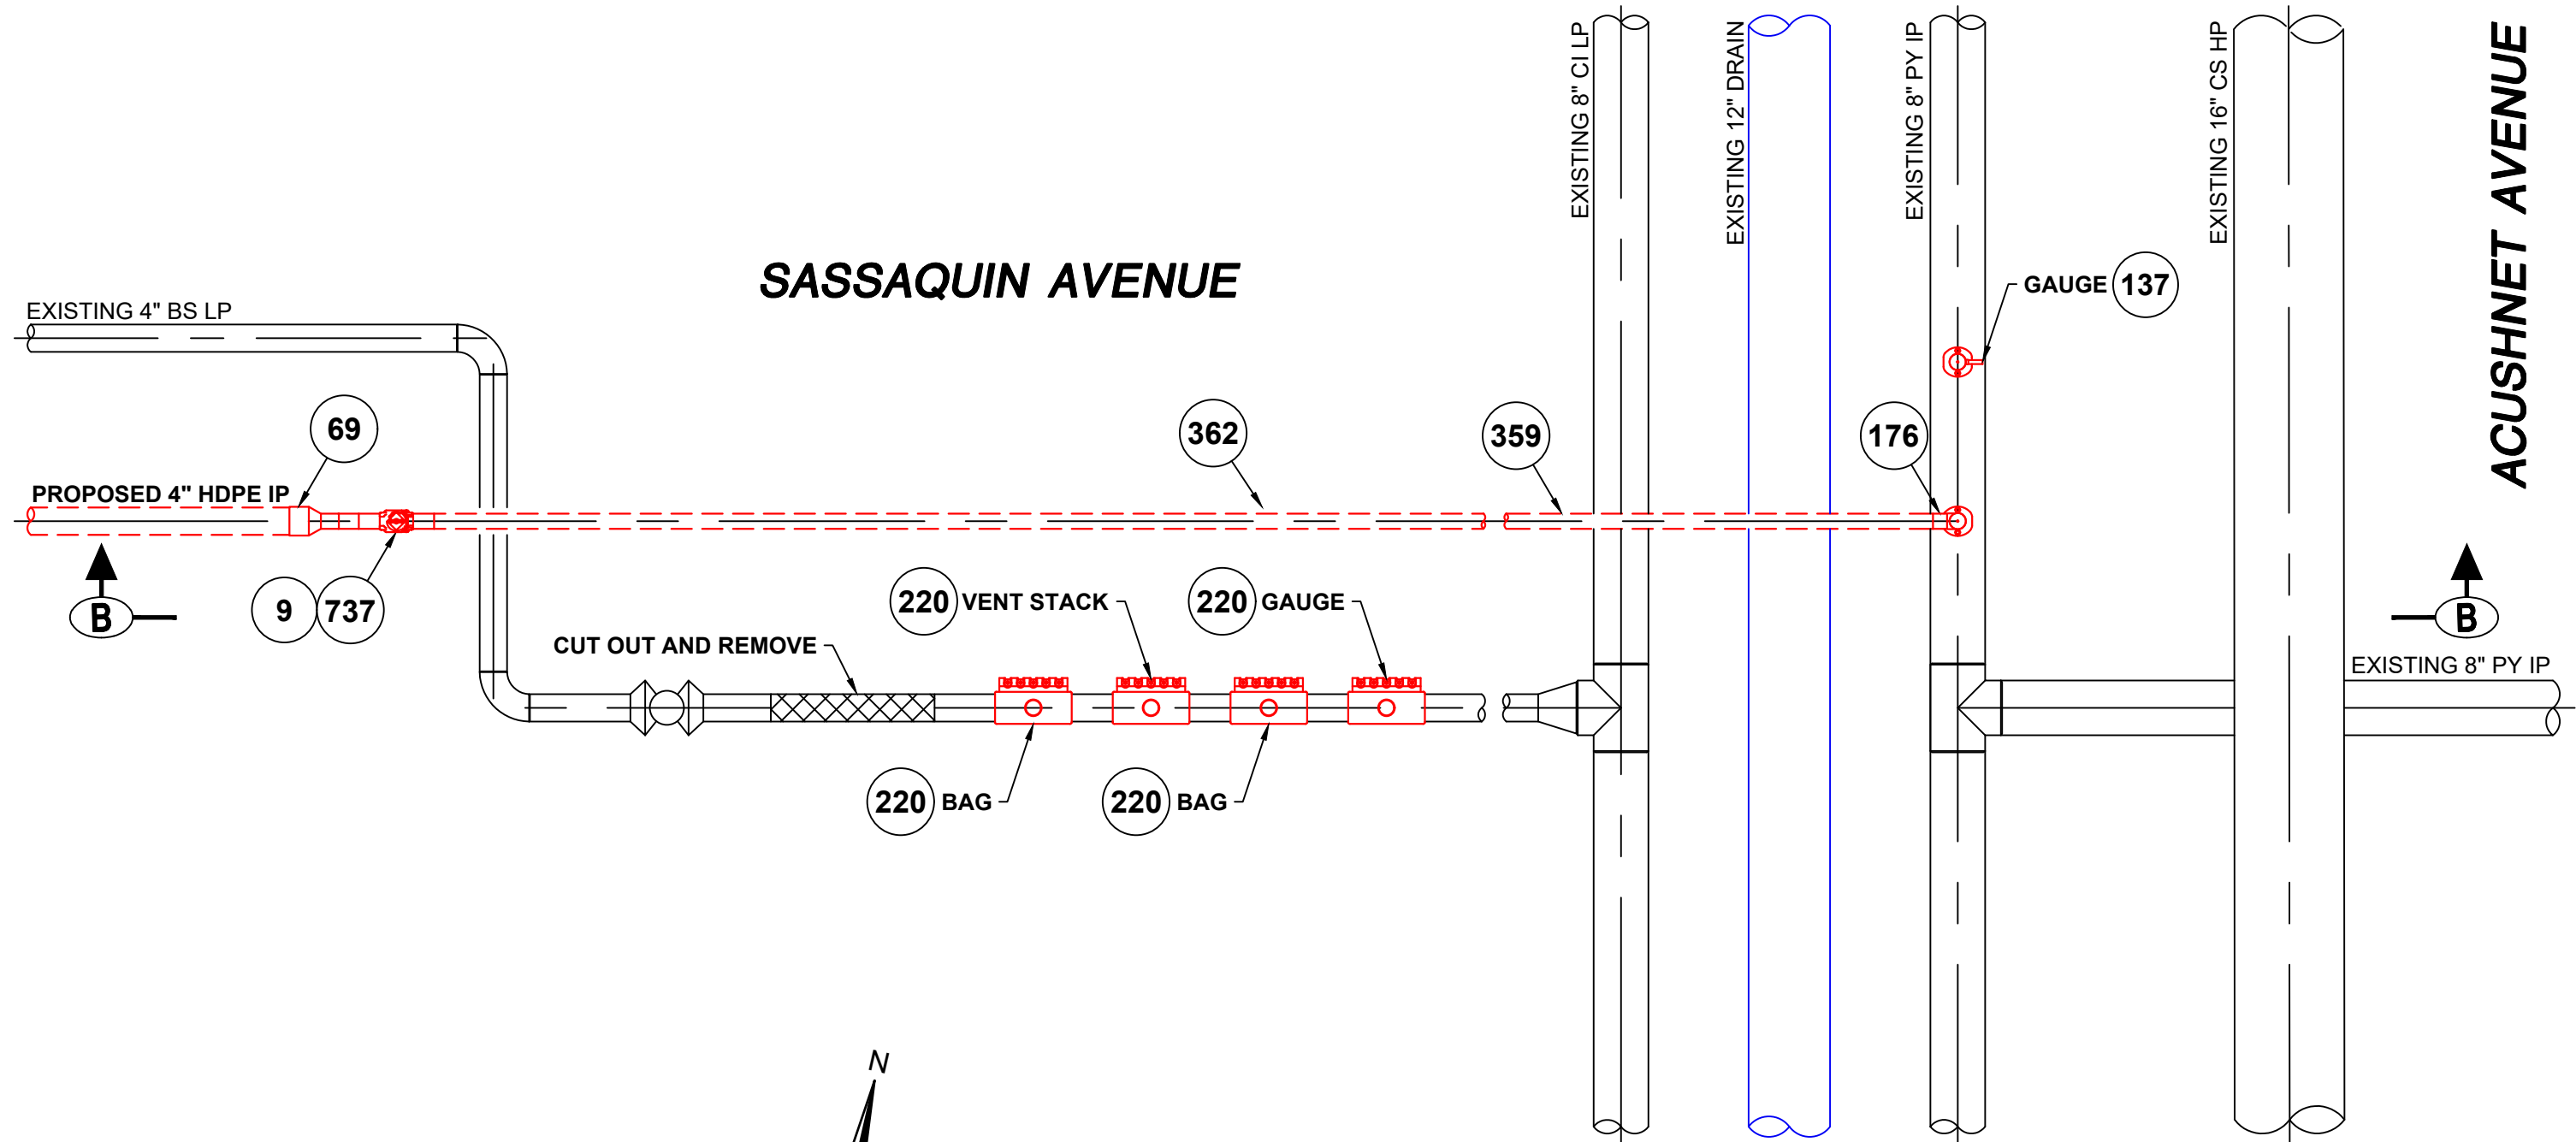 EXISTING 8" CI LP
EXISTING 12" DRAIN
EXISTING 8" PY IP
EXISTING 16" CS HP
ACUSHNET AVENUE
SASSAQUIN AVENUE
GAUGE 137
EXISTING 4" BS LP
69
362
359
176
PROPOSED 4" HDPE IP
B
9 737
220 VENT STACK
220 GAUGE
B
CUT OUT AND REMOVE
EXISTING 8" PY IP
220 BAG
220 BAG
N